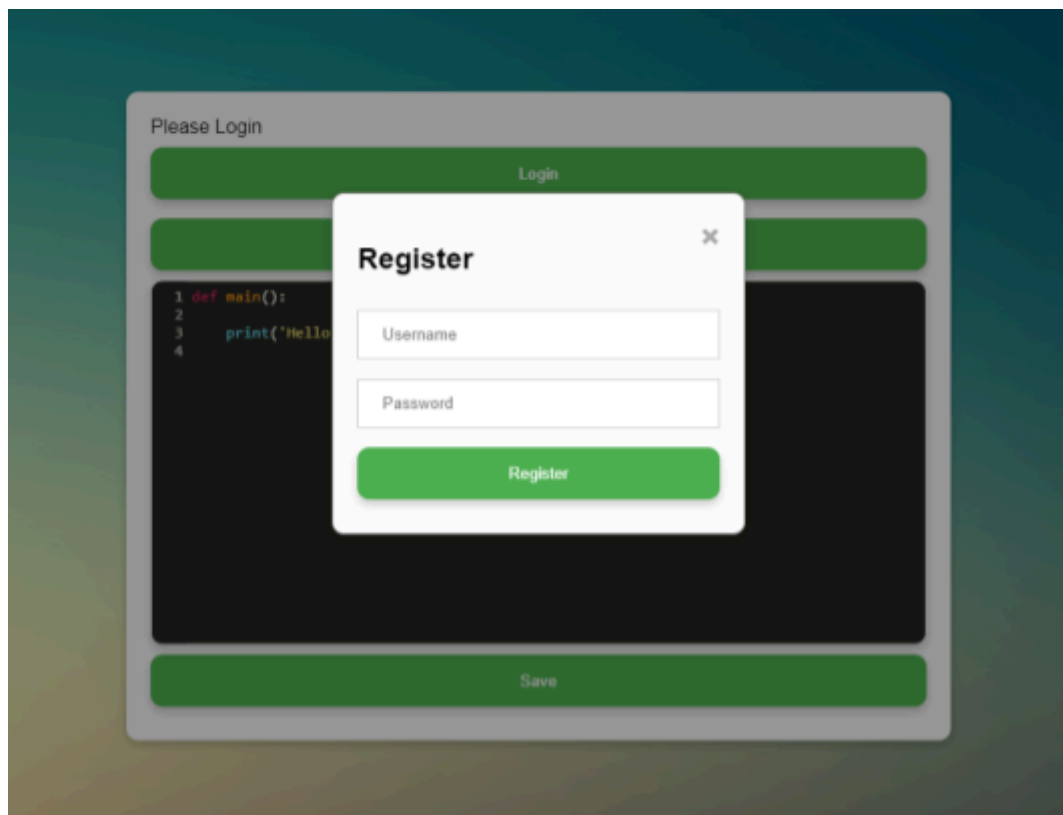 Please Login
Login
Register
×
Username
Password
Register
1 def main():
2
3 print("Hello
4
Save